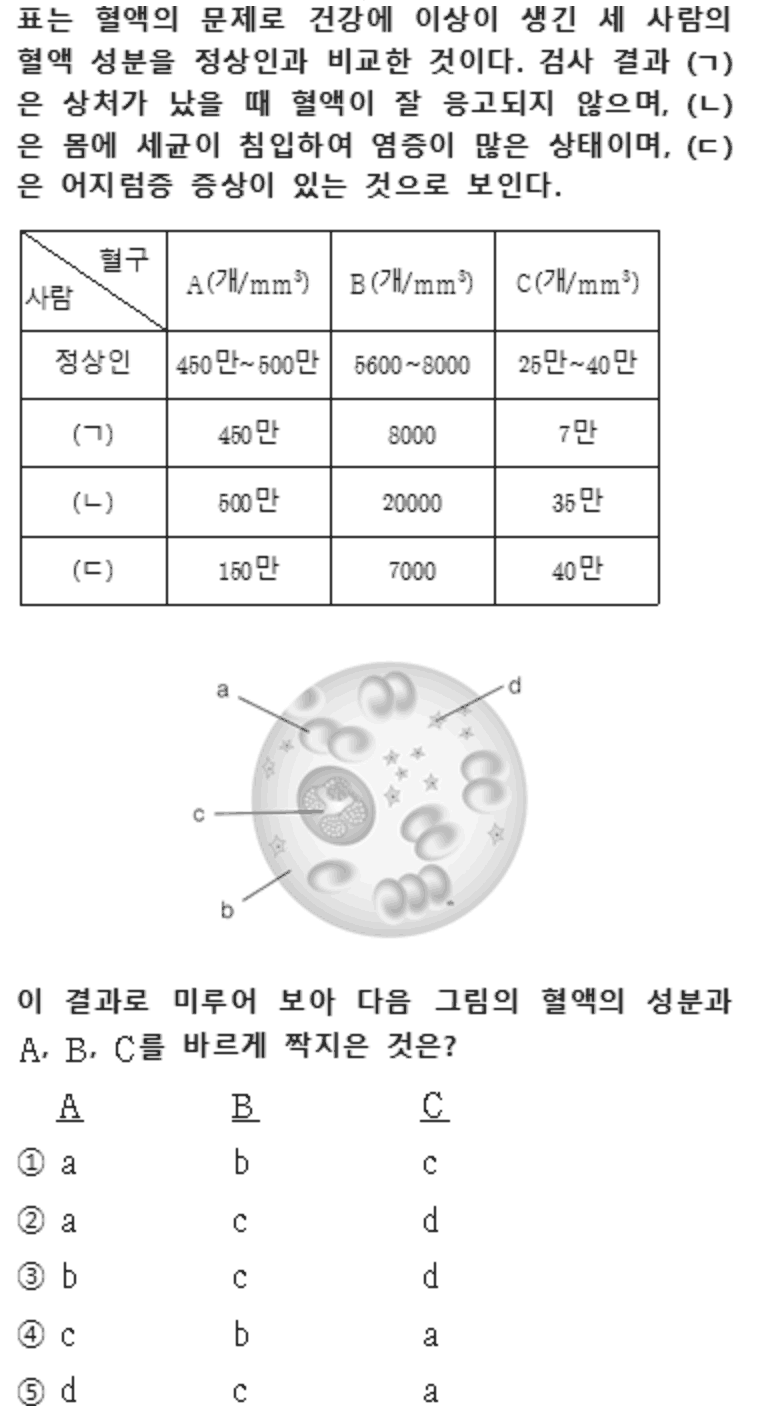 표는 혈액의 문제로 건강에 이상이 생긴 세 사람의
혈액 성분을 정상인과 비교한 것이다. 검사 결과 (ㄱ)
은 상처가 났을 때 혈액이 잘 응고되지 않으며, (ㄴ)
은 몸에 세균이 침입하여 염증이 많은 상태이며, (ㄷ)
은 어지럼증 증상이 있는 것으로 보인다.
혈구
사람 A(개/mm³) B(개/mm³) C(개/mm³)
정상인 450만~500만 5600~8000 25만~40만
(ㄱ) 450만 8000 7만
(ㄴ) 500만 20000 35만
(ㄷ) 150만 7000 40만
a
d
c
b
이 결과로 미루어 보아 다음 그림의 혈액의 성분과
A, B, C를 바르게 짝지은 것은?
A B C
① a b c
② a c d
③ b c d
④ c b a
⑤ d c a